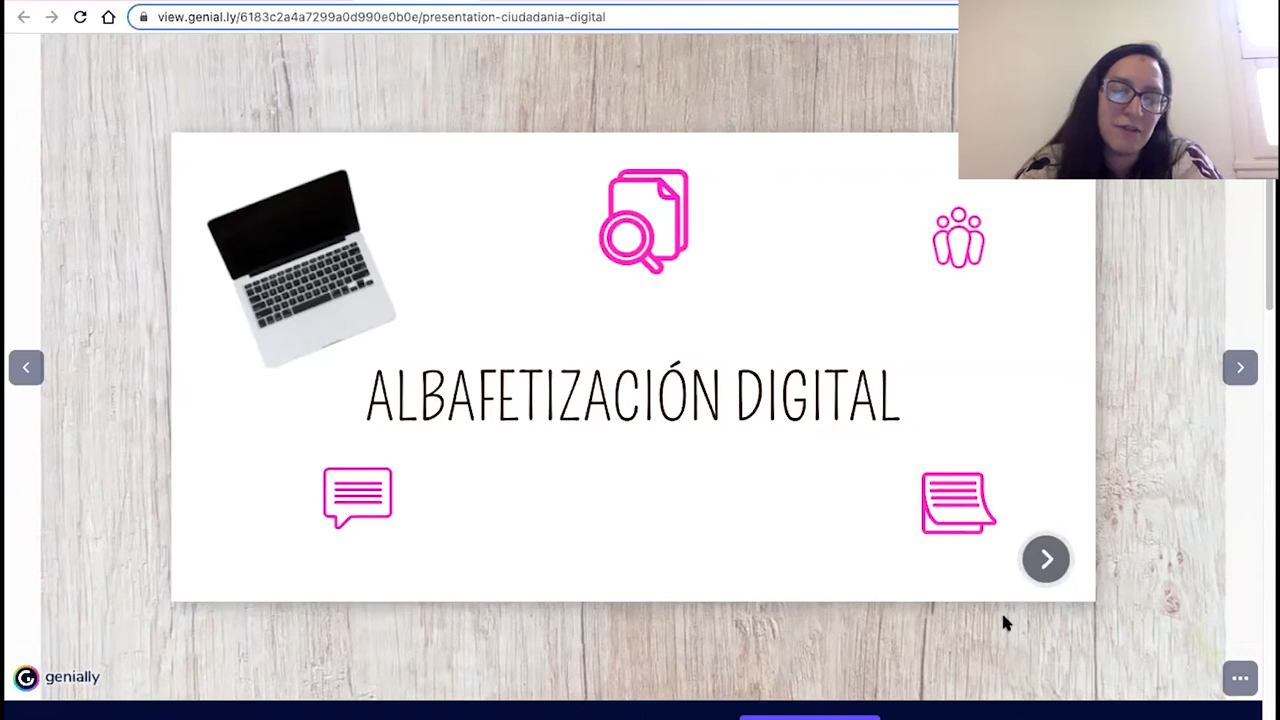 view.genial.ly/6183c2a4a7299a0d990e0b0e/presentation-ciudadania-digital
ALBAFETIZACIÓN DIGITAL
genially